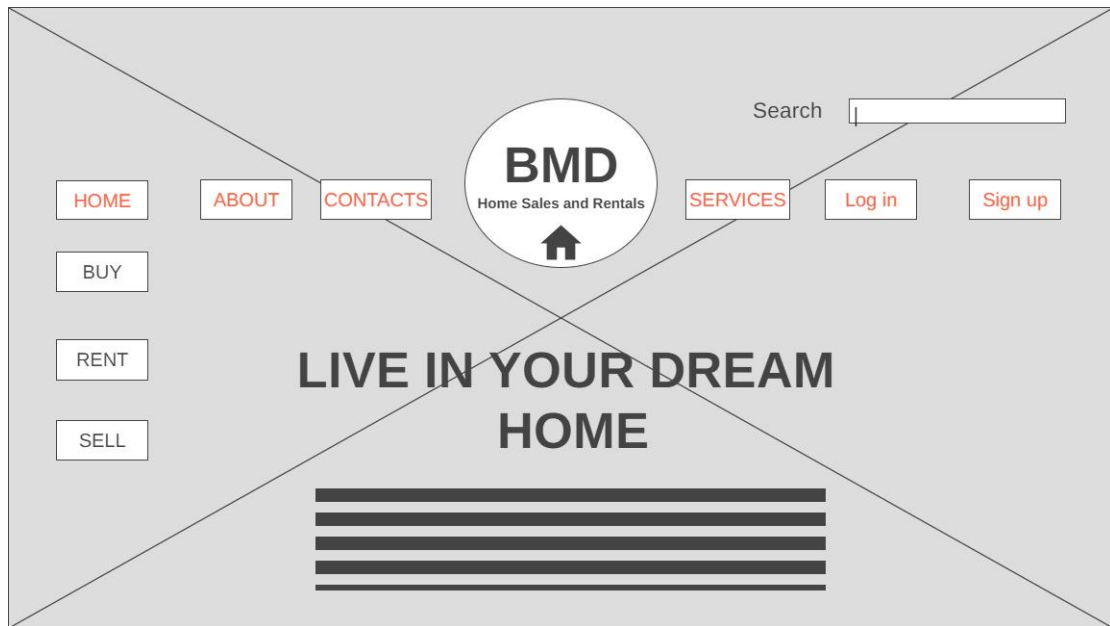 Search
BMD
Home Sales and Rentals
HOME
ABOUT
CONTACTS
SERVICES
Log in
Sign up
BUY
RENT
SELL
LIVE IN YOUR DREAM
HOME